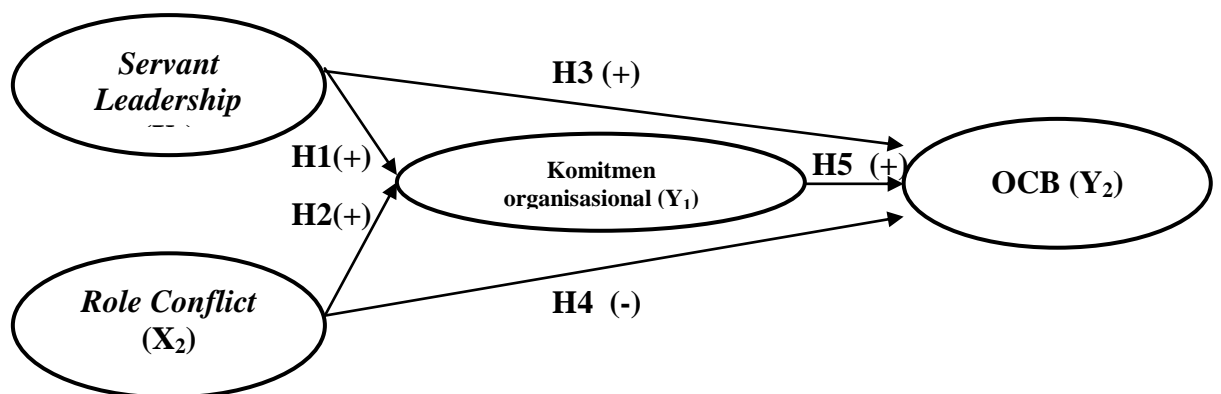 Servant
Leadership
H3 (+)
H1(+)
Komitmen
organisasional (Y₁)
H5 (+)
OCB (Y₂)
H2(+)
Role Conflict
(X₂)
H4 (-)